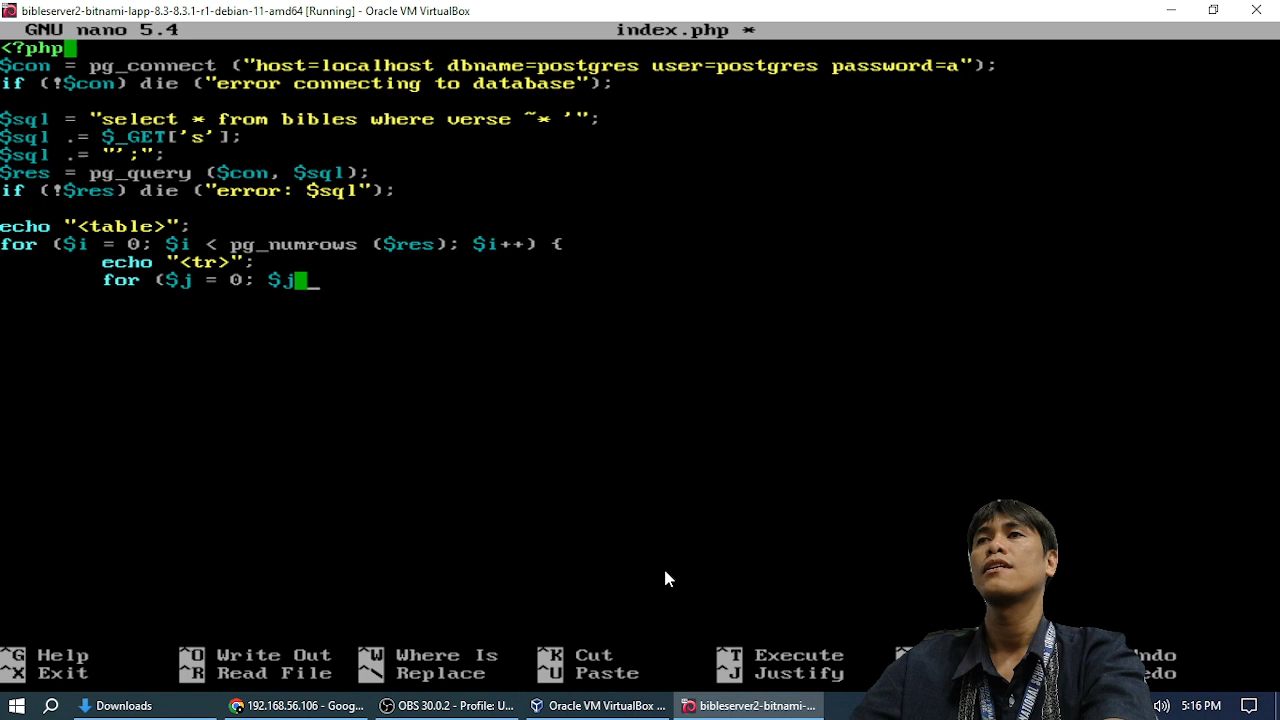 bibleserver2-bitnami-lapp-8.3-8.3.1-r1-debian-11-amd64 [Running] - Oracle VM VirtualBox
GNU nano 5.4 index.php *
<?php
$con = pg_connect ("host=localhost dbname=postgres user=postgres password=a");
if (!$con) die ("error connecting to database");
$sql = "select * from bibles where verse ~* '";
$sql .= $_GET['s'];
$sql .= "';";
$res = pg_query ($con, $sql);
if (!$res) die ("error: $sql");
echo "<table>";
for ($i = 0; $i < pg_numrows ($res); $i++) {
echo "<tr>";
for ($j = 0; $j
^G Help ^O Write Out ^W Where Is ^K Cut ^T Execute
^X Exit ^R Read File ^\ Replace ^U Paste ^J Justify
Downloads 192.168.56.106 - Goog... OBS 30.0.2 - Profile: U... Oracle VM VirtualBox ... bibleserver2-bitnami-... 5:16 PM